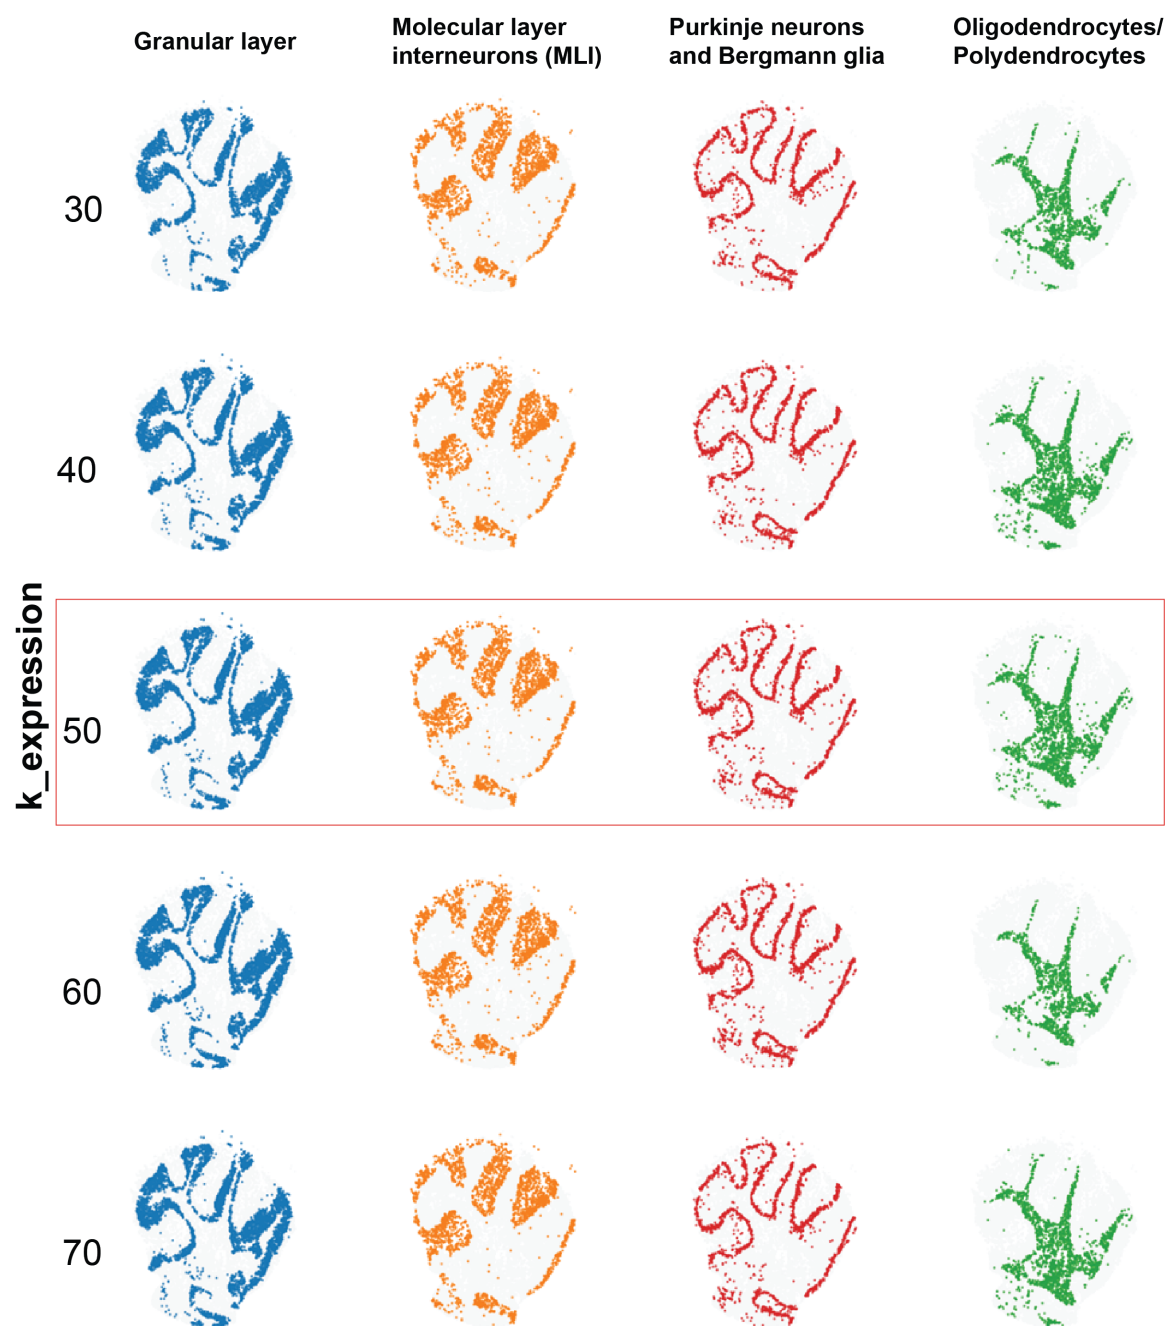 Granular layer
Molecular layer
interneurons (MLI)
Purkinje neurons
and Bergmann glia
Oligodendrocytes/
Polydendrocytes
k_expression
30
40
50
60
70